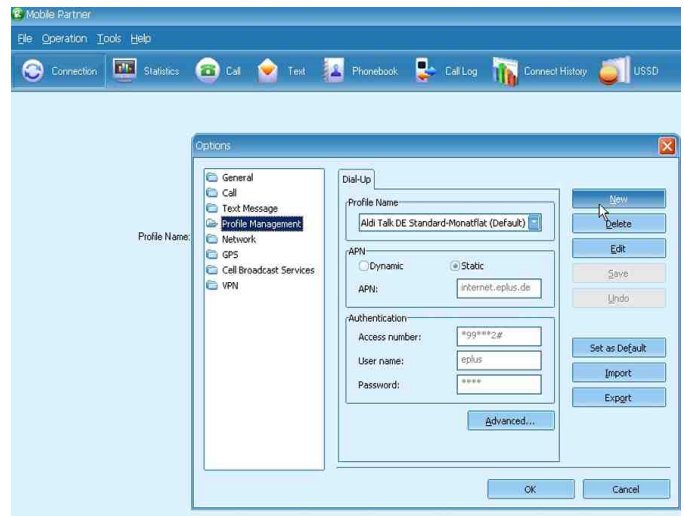 Mobile Partner
File Operation Tools Help
Connection Statistics Call Text Phonebook Call Log Connect History USSD
Profile Name:
Options
General
Call
Text Message
Profile Management
Network
GPS
Cell Broadcast Services
VPN
Dial-Up
Profile Name
Aldi Talk DE Standard-Monatflat (Default)
APN
Dynamic Static
APN: internet.eplus.de
Authentication
Access number: *99***2#
User name: eplus
Password: ****
Advanced...
New
Delete
Edit
Save
Undo
Set as Default
Import
Export
OK Cancel